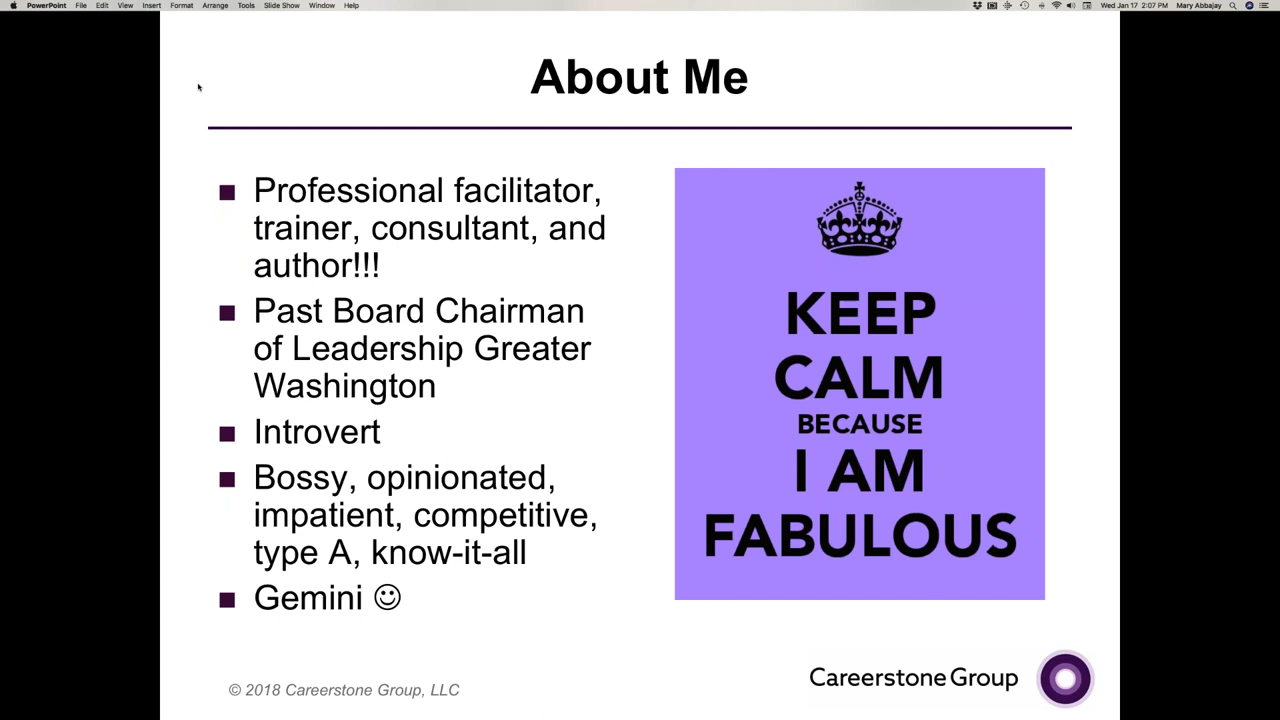 PowerPoint File Edit View Insert Format Arrange Tools Slide Show Window Help Wed Jan 17 2:07 PM Mary Abbajay
About Me
Professional facilitator,
trainer, consultant, and
author!!!
Past Board Chairman
of Leadership Greater
Washington
Introvert
Bossy, opinionated,
impatient, competitive,
type A, know-it-all
Gemini ☺
KEEP
CALM
BECAUSE
I AM
FABULOUS
© 2018 Careerstone Group, LLC
Careerstone Group